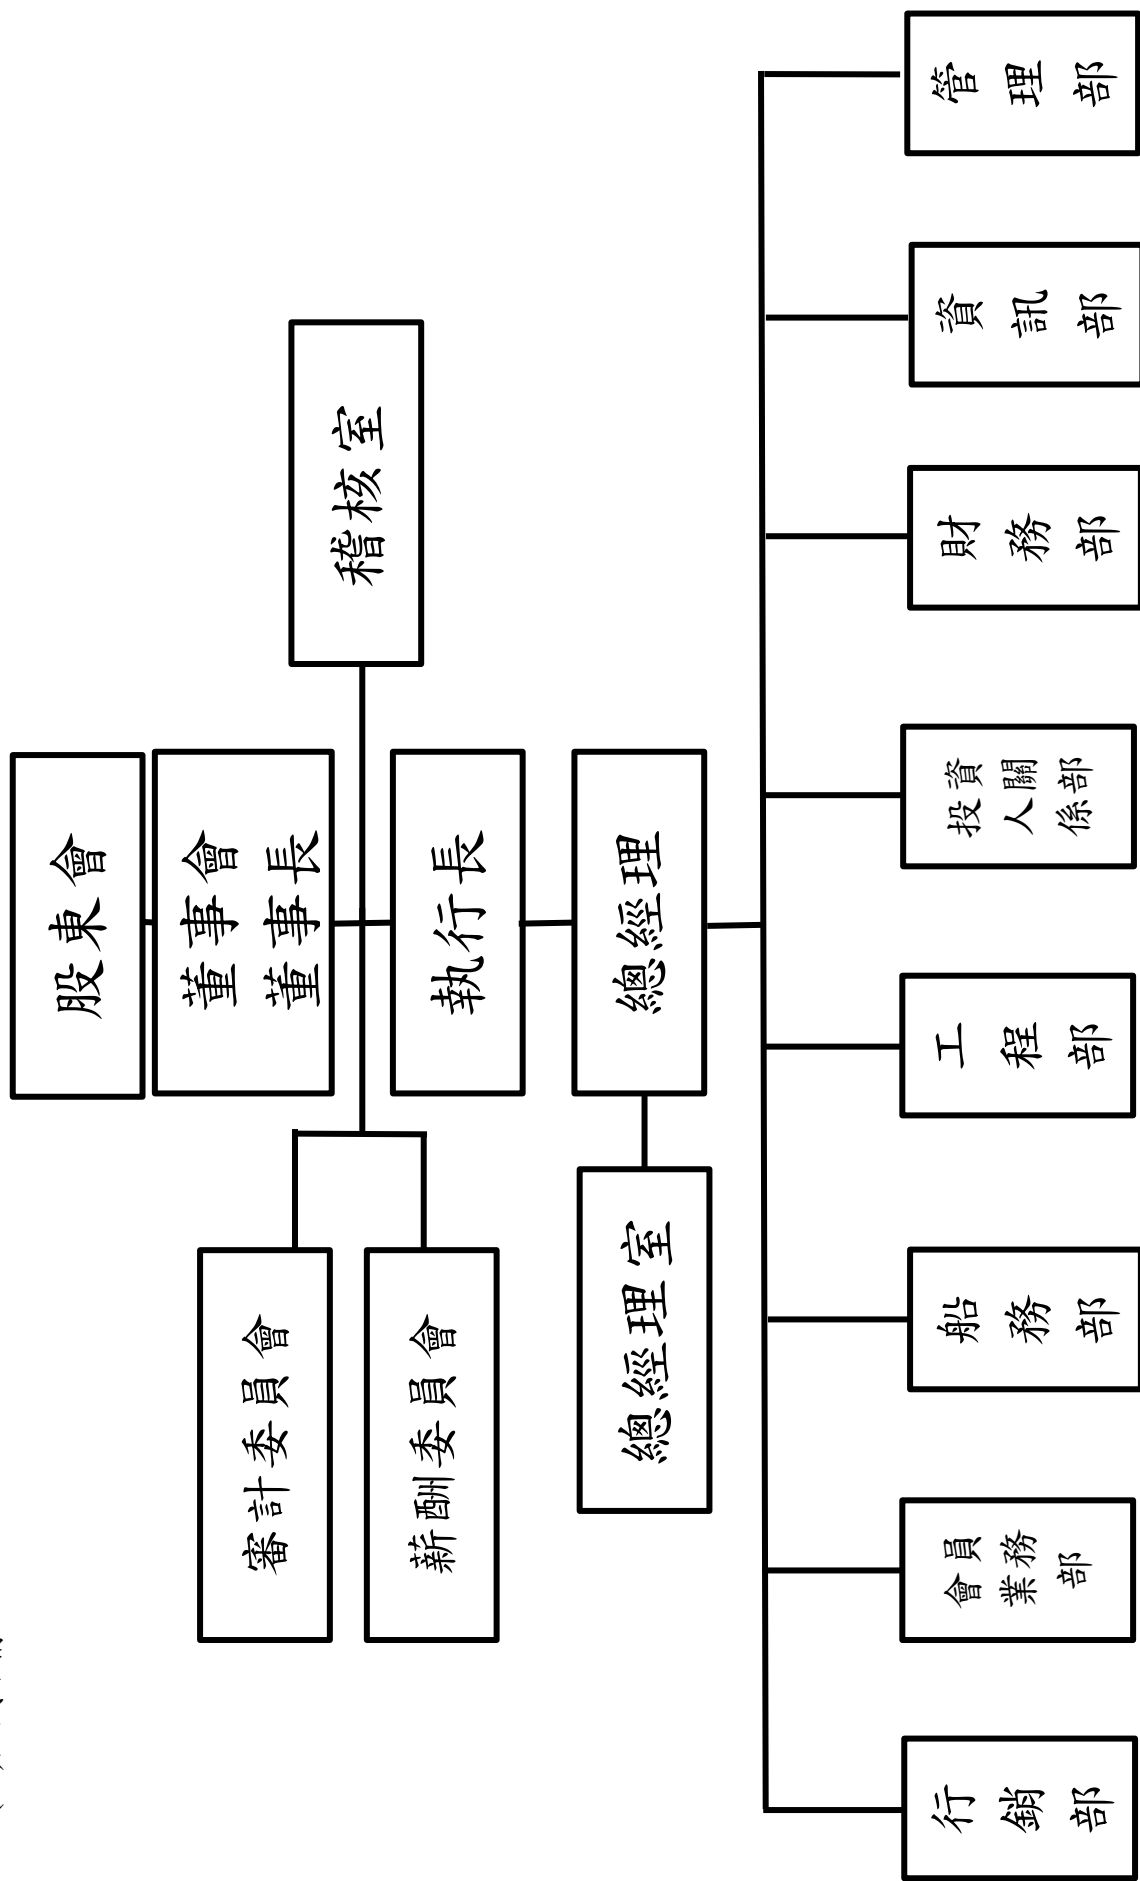 股東會
董事會
董事長
審計委員會
稽核室
薪酬委員會
執行長
總經理
總經理室
行
銷
部
會員
業務
部
船
務
部
工
程
部
投資
人關
係部
財
務
部
資
訊
部
管
理
部